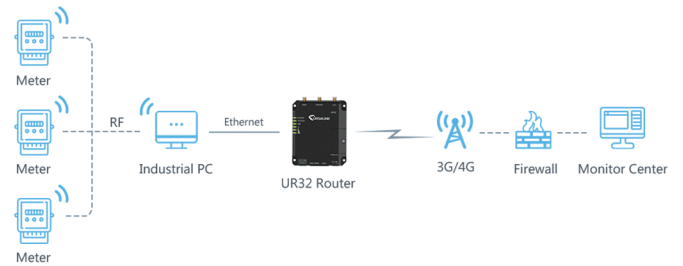 Meter
Meter
Meter
RF
Industrial PC
Ethernet
UR32 Router
3G/4G
Firewall
Monitor Center